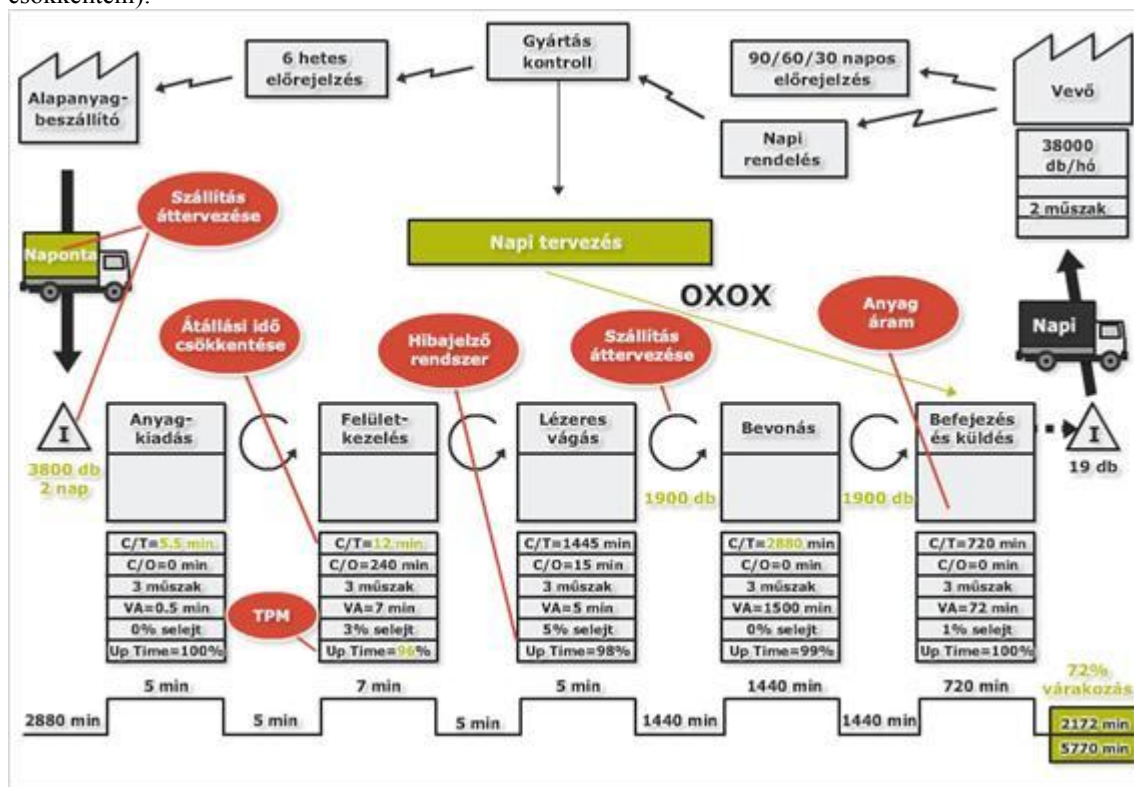 csökkenteni).
Alapanyag-
beszállító
6 hetes
előrejelzés
Gyártás
kontroll
90/60/30 napos
előrejelzés
Napi
rendelés
Vevő
38000
db/hó
2 műszak
Naponta
Szállítás
áttervezése
Napi tervezés
OXOX
Átállási idő
csökkentése
Hibajelző
rendszer
Szállítás
áttervezése
Anyag
áram
Napi
I
3800 db
2 nap
Anyag-
kiadás
Felület-
kezelés
Lézeres
vágás
1900 db
Bevonás
1900 db
Befejezés
és küldés
I
19 db
C/T=5.5 min
C/O=0 min
3 műszak
VA=0.5 min
0% selejt
Up Time=100%
TPM
C/T=12 min
C/O=240 min
3 műszak
VA=7 min
3% selejt
Up Time=96%
C/T=1445 min
C/O=15 min
3 műszak
VA=5 min
5% selejt
Up Time=98%
C/T=2880 min
C/O=0 min
3 műszak
VA=1500 min
0% selejt
Up Time=99%
C/T=720 min
C/O=0 min
3 műszak
VA=72 min
1% selejt
Up Time=100%
2880 min
5 min
5 min
7 min
5 min
5 min
1440 min
1440 min
1440 min
720 min
72%
várakozás
2172 min
5770 min